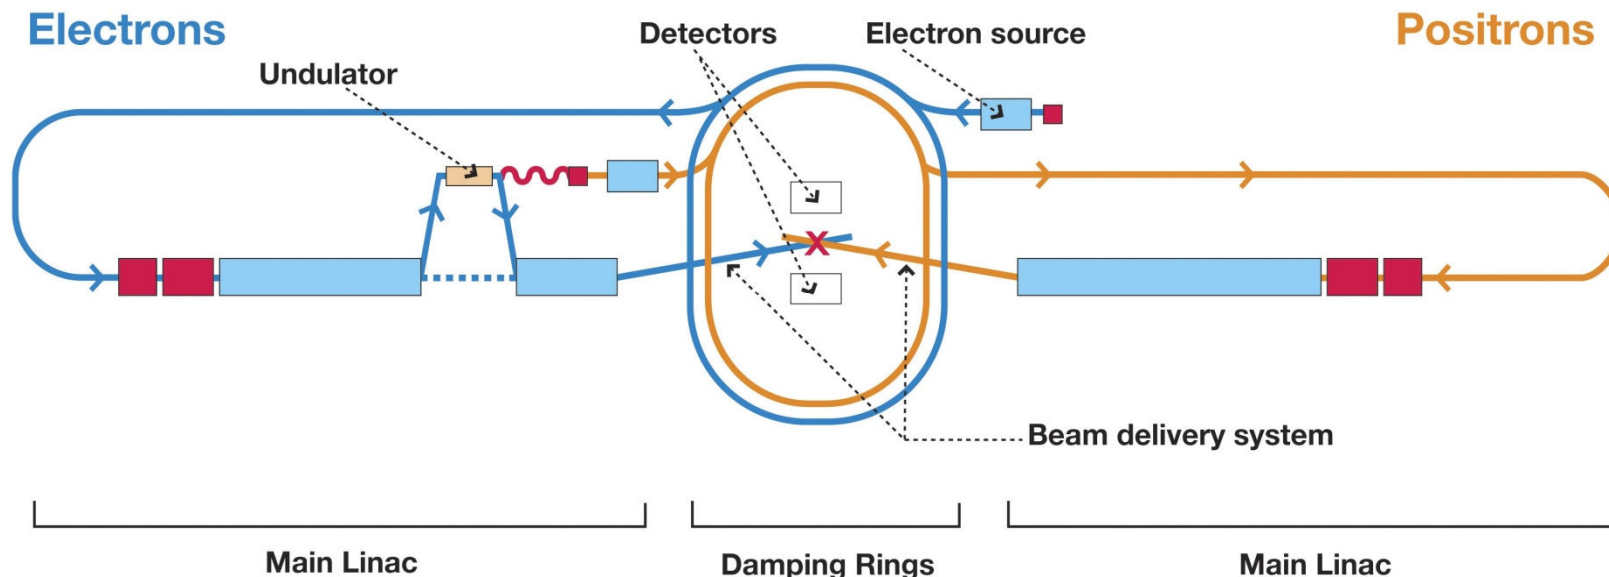 Electrons
Detectors
Electron source
Positrons
Undulator
Beam delivery system
Main Linac
Damping Rings
Main Linac